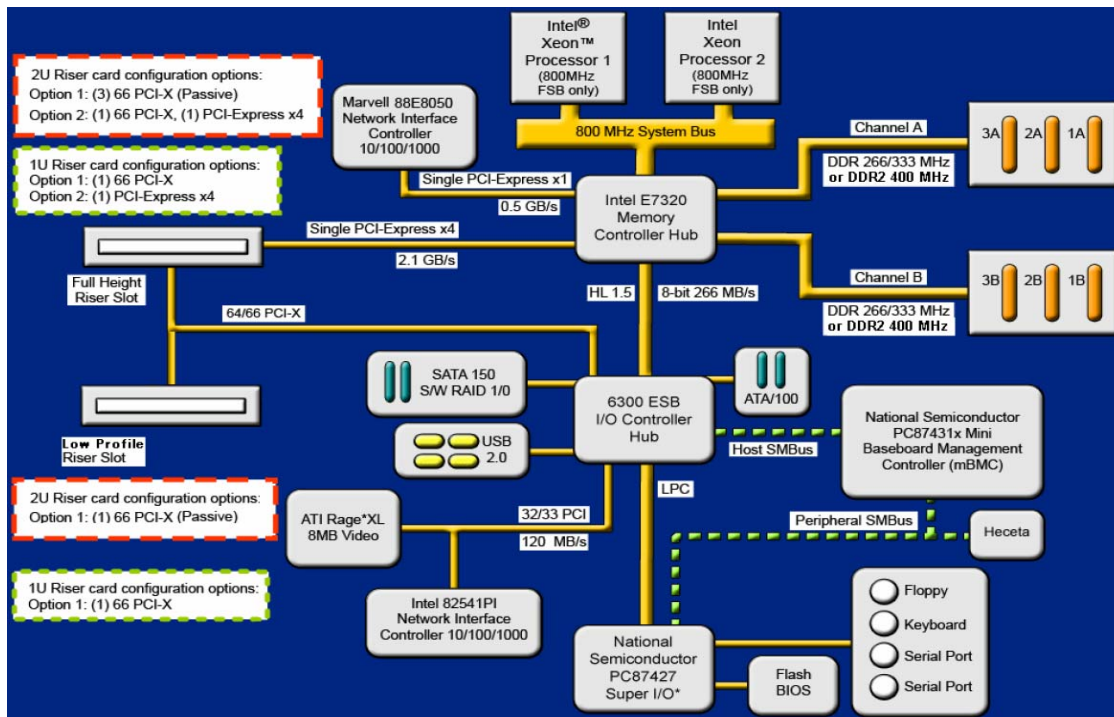 Intel®
Xeon™
Processor 1
(800MHz
FSB only)
Intel
Xeon
Processor 2
(800MHz
FSB only)
2U Riser card configuration options:
Option 1: (3) 66 PCI-X (Passive)
Option 2: (1) 66 PCI-X, (1) PCI-Express x4
Marvell 88E8050
Network Interface
Controller
10/100/1000
800 MHz System Bus
Channel A
3A 2A 1A
DDR 266/333 MHz
or DDR2 400 MHz
1U Riser card configuration options:
Option 1: (1) 66 PCI-X
Option 2: (1) PCI-Express x4
Single PCI-Express x1
0.5 GB/s
Intel E7320
Memory
Controller Hub
Single PCI-Express x4
2.1 GB/s
Full Height
Riser Slot
Channel B
3B 2B 1B
DDR 266/333 MHz
or DDR2 400 MHz
HL 1.5
8-bit 266 MB/s
64/66 PCI-X
SATA 150
S/W RAID 1/0
6300 ESB
I/O Controller
Hub
ATA/100
Low Profile
Riser Slot
USB
2.0
Host SMBus
National Semiconductor
PC87431x Mini
Baseboard Management
Controller (mBMC)
2U Riser card configuration options:
Option 1: (1) 66 PCI-X (Passive)
ATI Rage*XL
8MB Video
32/33 PCI
120 MB/s
LPC
Peripheral SMBus
Heceta
1U Riser card configuration options:
Option 1: (1) 66 PCI-X
Intel 82541PI
Network Interface
Controller 10/100/1000
National
Semiconductor
PC87427
Super I/O*
Flash
BIOS
Floppy
Keyboard
Serial Port
Serial Port